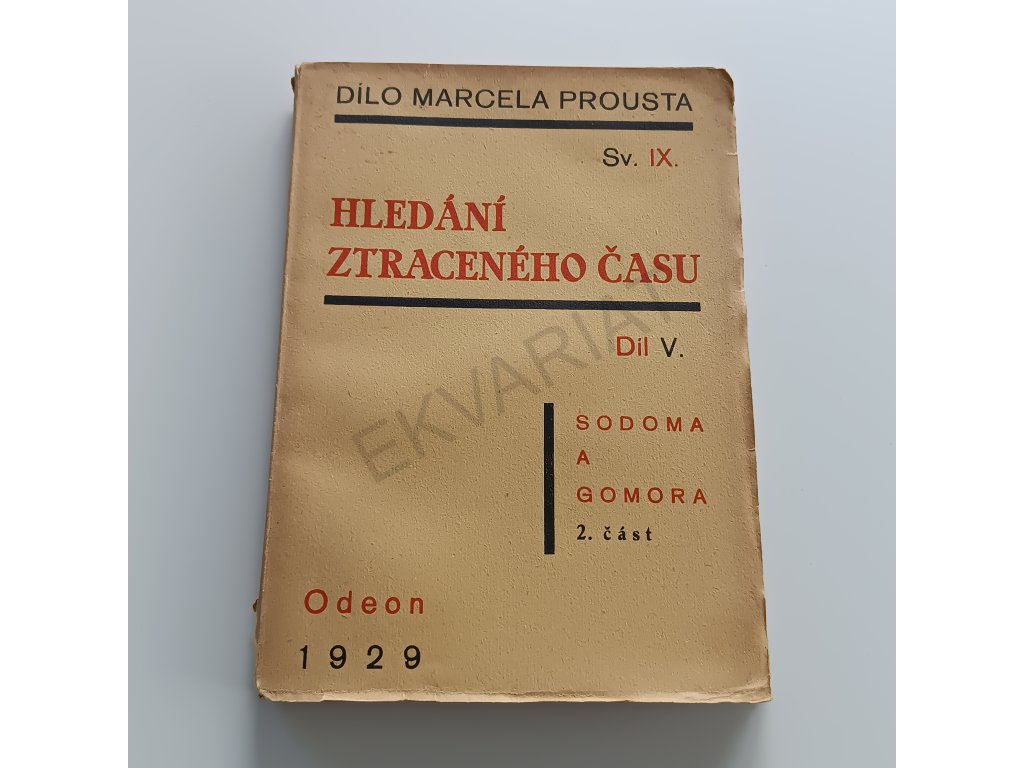 DÍLO MARCELA PROUSTA
Sv. IX.
HLEDÁNÍ
ZTRACENÉHO ČASU
Díl V.
SODOMA
A
GOMORA
2. část
Odeon
1929
EKVARIAT